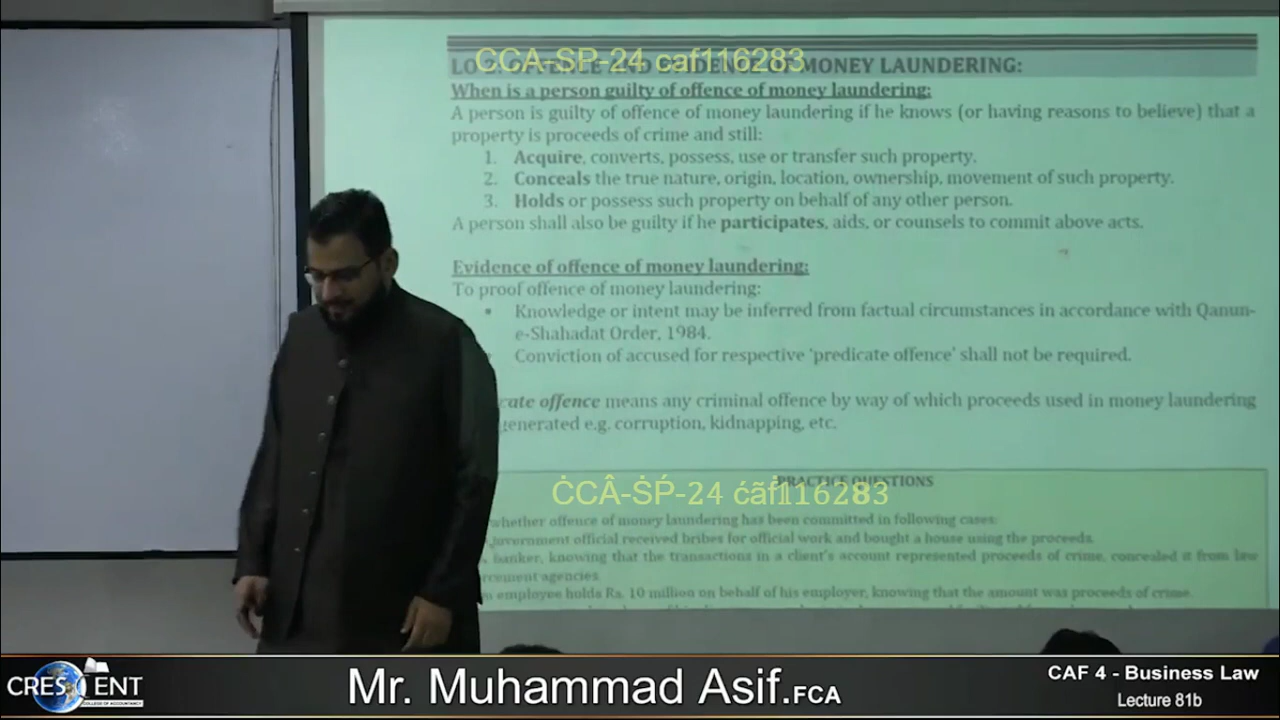 CCA-SP-24 caf116283
MONEY LAUNDERING:
When is a person guilty of offence of money laundering:
A person is guilty of offence of money laundering if he knows (or having reasons to believe) that a
property is proceeds of crime and still:
1. Acquire, converts, possess, use or transfer such property.
2. Conceals the true nature, origin, location, ownership, movement of such property.
3. Holds or possess such property on behalf of any other person.
A person shall also be guilty if he participates, aids, or counsels to commit above acts.
Evidence of offence of money laundering:
To proof offence of money laundering:
• Knowledge or intent may be inferred from factual circumstances in accordance with Qanun-
e-Shahadat Order, 1984.
Conviction of accused for respective 'predicate offence' shall not be required.
cate offence means any criminal offence by way of which proceeds used in money laundering
generated e.g. corruption, kidnapping, etc.
PRACTICE QUESTIONS
ĊCÂ-ṠṔ-24 ćãf116283
whether offence of money laundering has been committed in following cases:
government official received bribes for official work and bought a house using the proceeds.
banker, knowing that the transactions in a client's account represented proceeds of crime, concealed it from law
rcement agencies
n employee holds Rs. 10 million on behalf of his employer, knowing that the amount was proceeds of crime.
CRESCENT
COLLEGE OF ACCOUNTANCY
Mr. Muhammad Asif.FCA
CAF 4 - Business Law
Lecture 81b